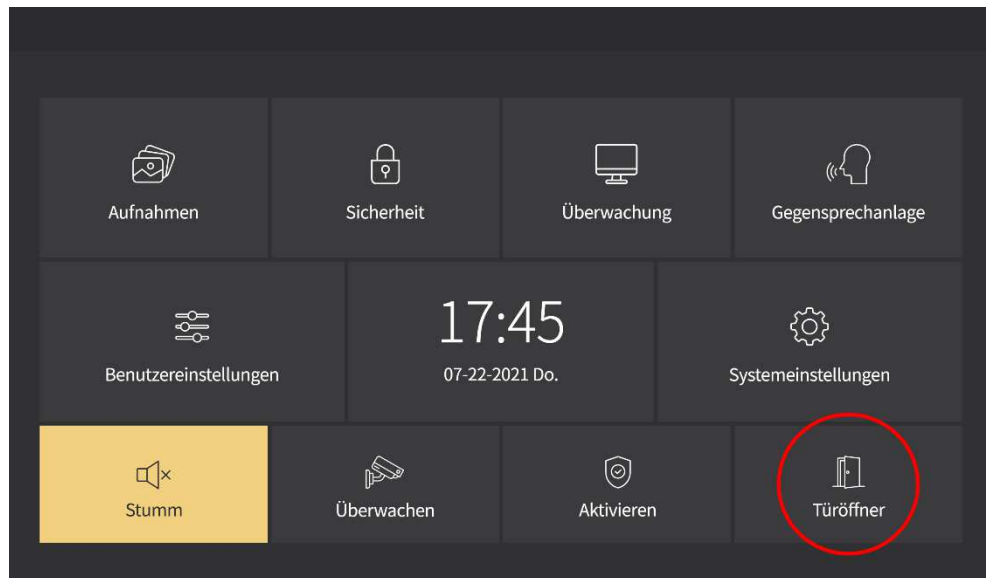 Aufnahmen
Sicherheit
Überwachung
Gegensprechanlage
Benutzereinstellungen
17:45
07-22-2021 Do.
Systemeinstellungen
Stumm
Überwachen
Aktivieren
Türöffner